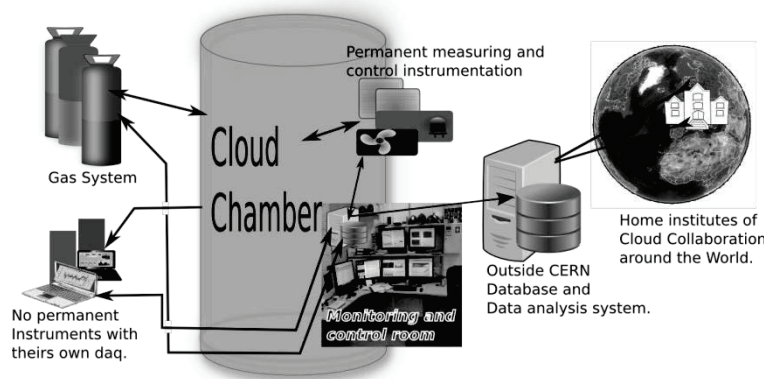 Permanent measuring and
control instrumentation
Cloud
Chamber
Gas System
No permanent
Instruments with
theirs own daq.
Monitoring and
control room
Outside CERN
Database and
Data analysis system.
Home institutes of
Cloud Collaboration
around the World.